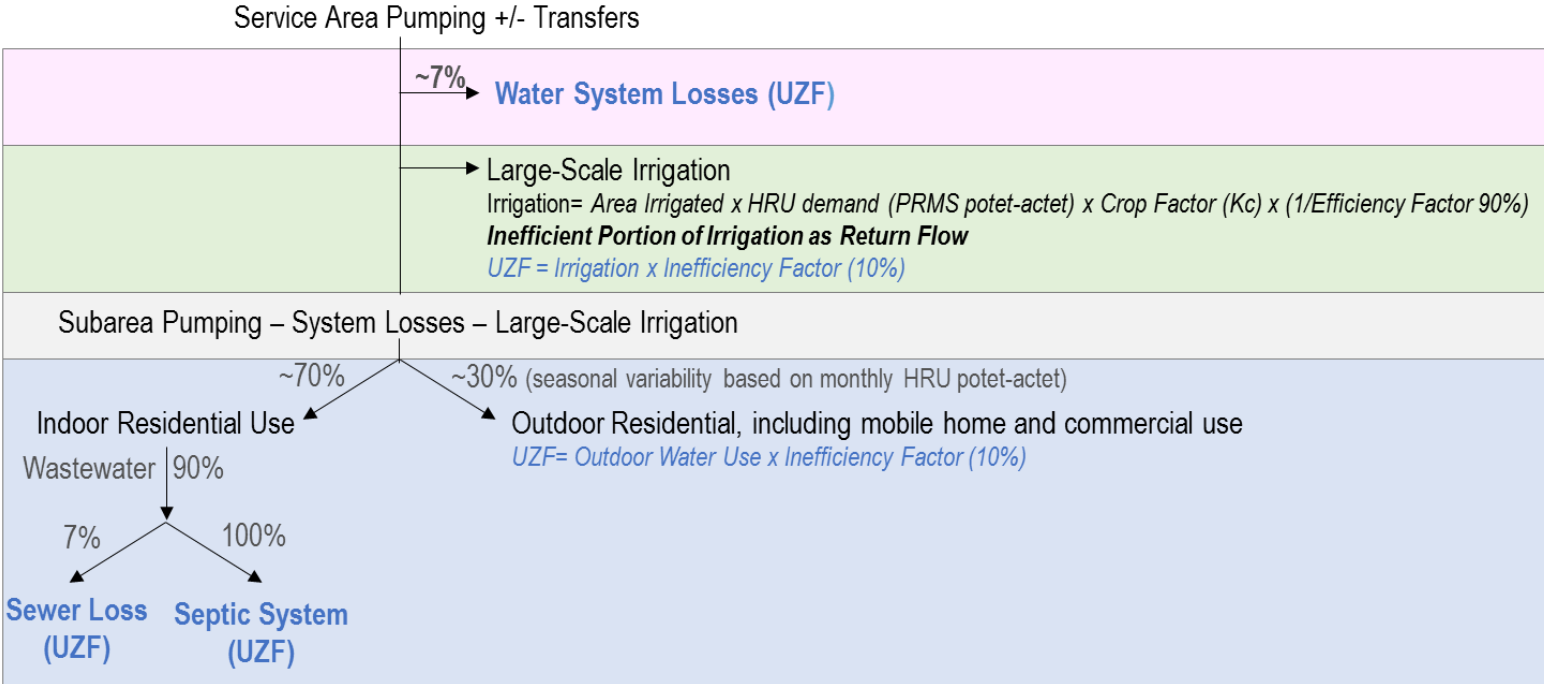 Service Area Pumping +/- Transfers
~7%
Water System Losses (UZF)
Large-Scale Irrigation
Irrigation= Area Irrigated x HRU demand (PRMS potet-actet) x Crop Factor (Kc) x (1/Efficiency Factor 90%)
Inefficient Portion of Irrigation as Return Flow
UZF = Irrigation x Inefficiency Factor (10%)
Subarea Pumping – System Losses – Large-Scale Irrigation
~70%
~30% (seasonal variability based on monthly HRU potet-actet)
Indoor Residential Use
Outdoor Residential, including mobile home and commercial use
UZF= Outdoor Water Use x Inefficiency Factor (10%)
Wastewater 90%
7%
100%
Sewer Loss
(UZF)
Septic System
(UZF)